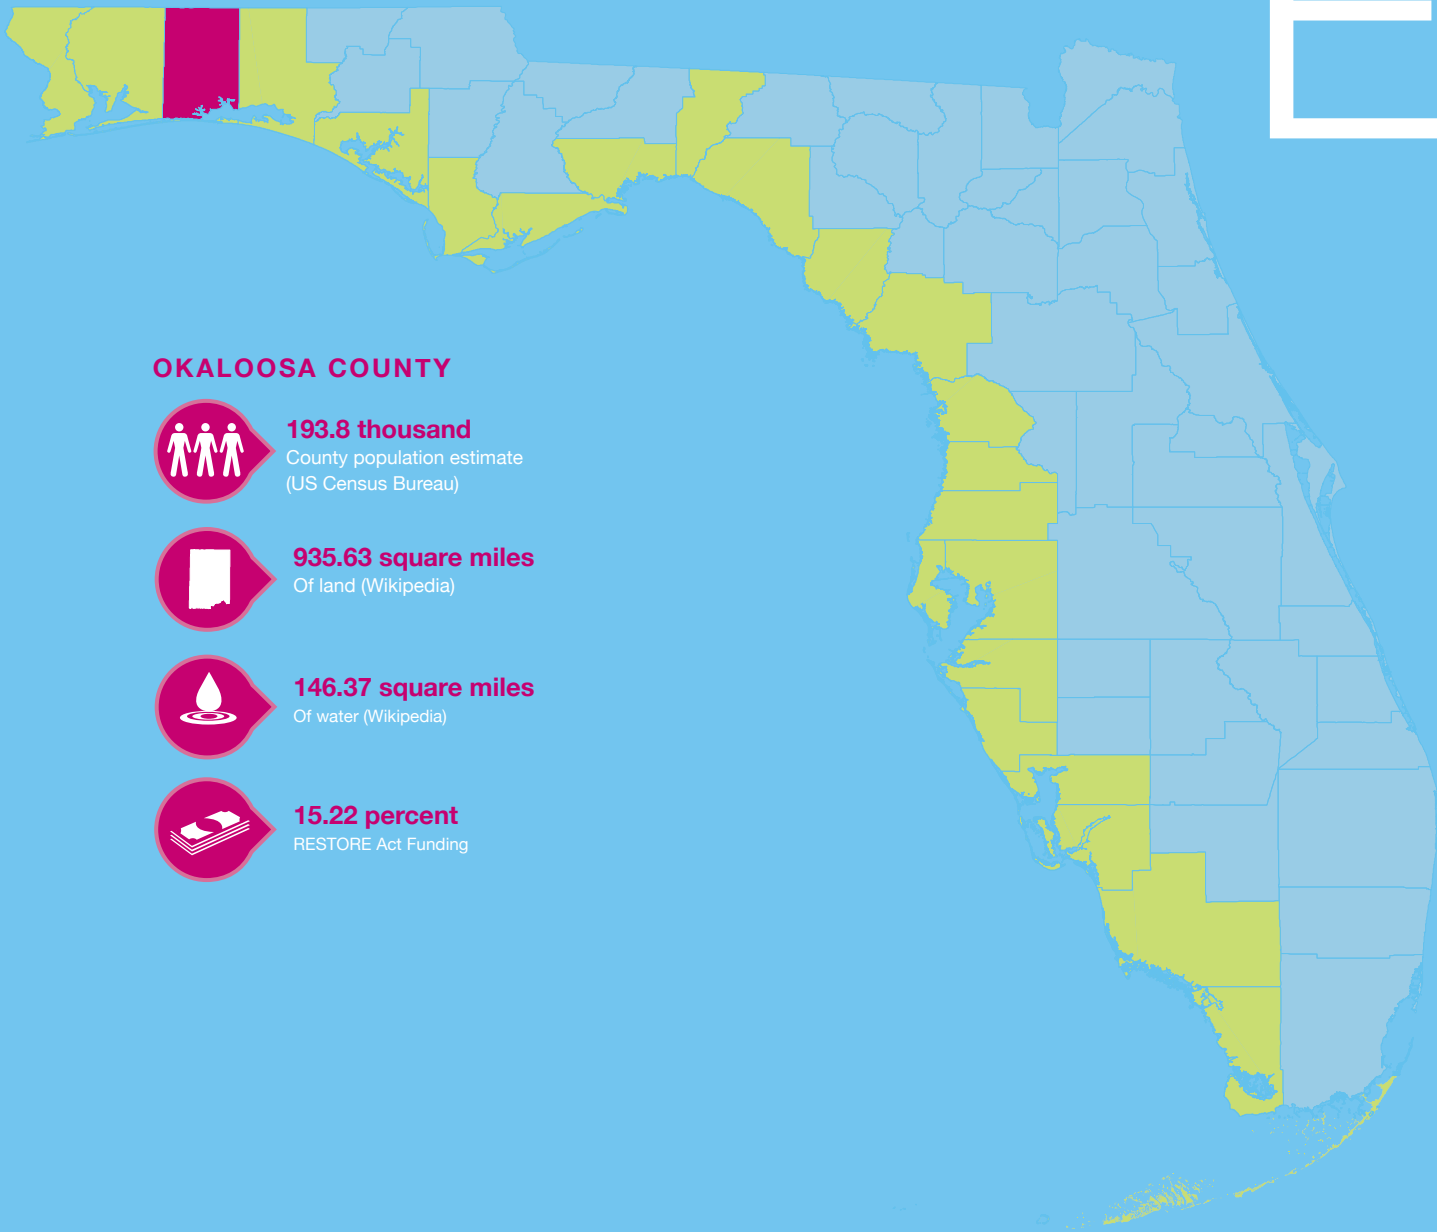 OKALOOSA COUNTY
193.8 thousand
County population estimate
(US Census Bureau)
935.63 square miles
Of land (Wikipedia)
146.37 square miles
Of water (Wikipedia)
15.22 percent
RESTORE Act Funding